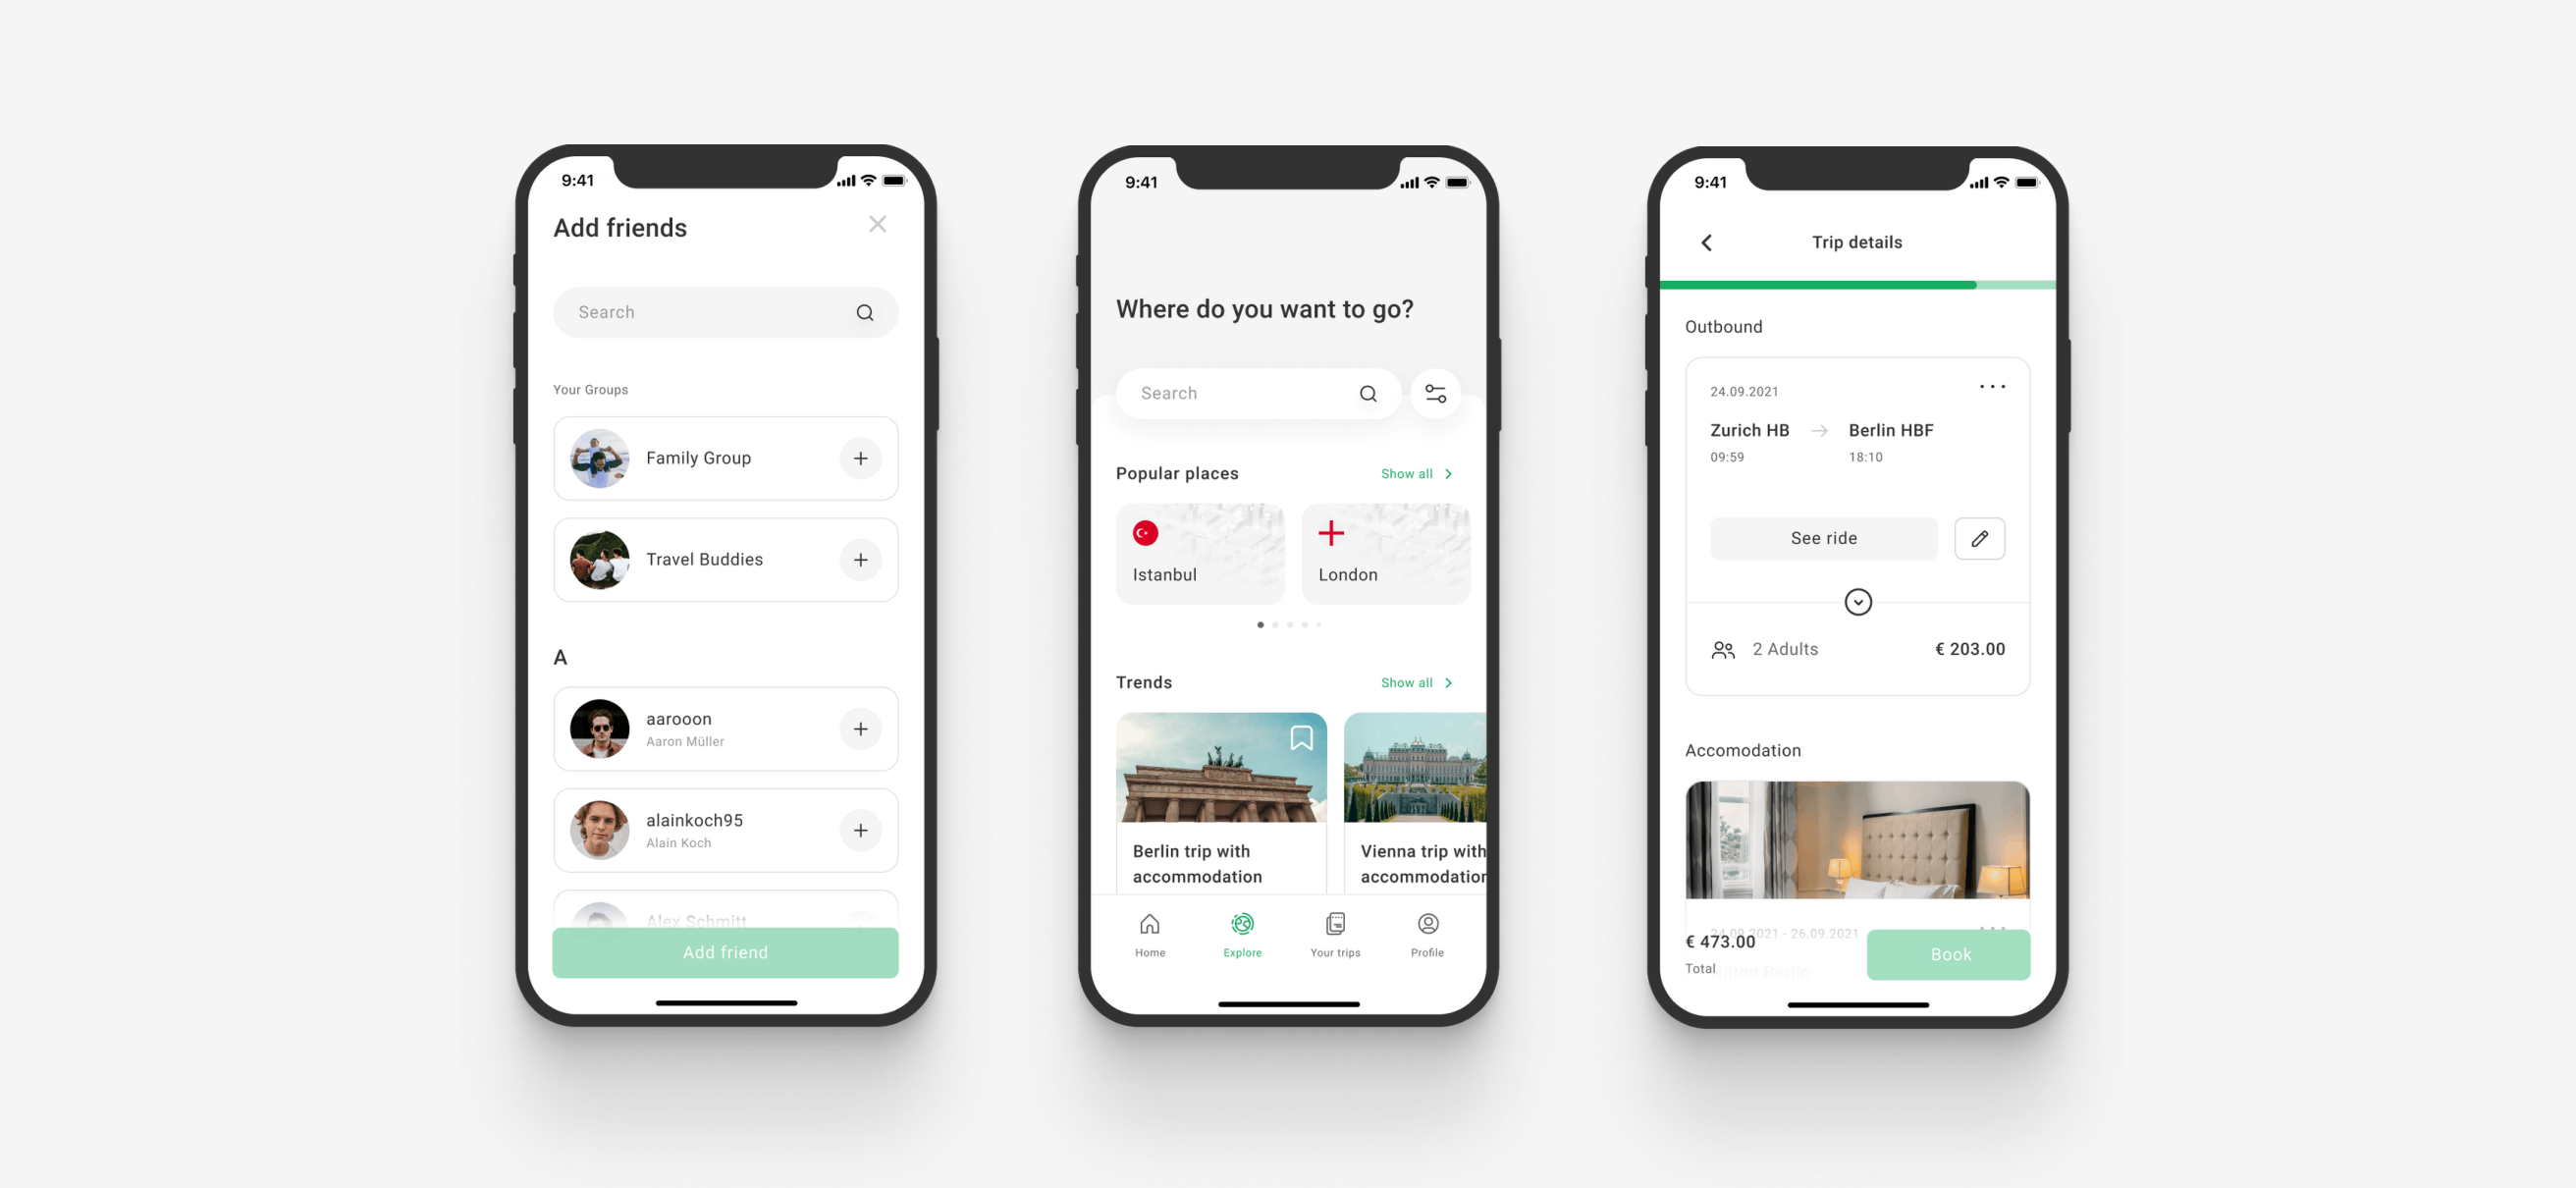 9:41
Add friends
Search
Your Groups
Family Group
Travel Buddies
A
aarooon
Aaron Müller
alainkoch95
Alain Koch
Alex Schmitt
Add friend
9:41
Where do you want to go?
Search
Popular places
Show all
Istanbul
London
Trends
Show all
Berlin trip with
accommodation
Vienna trip with
accommodation
Home
Explore
Your trips
Profile
9:41
Trip details
Outbound
24.09.2021
Zurich HB
Berlin HBF
09:59
18:10
See ride
2 Adults
€ 203.00
Accomodation
24.09.2021 - 26.09.2021
€ 473.00
Total
Berlin
Book